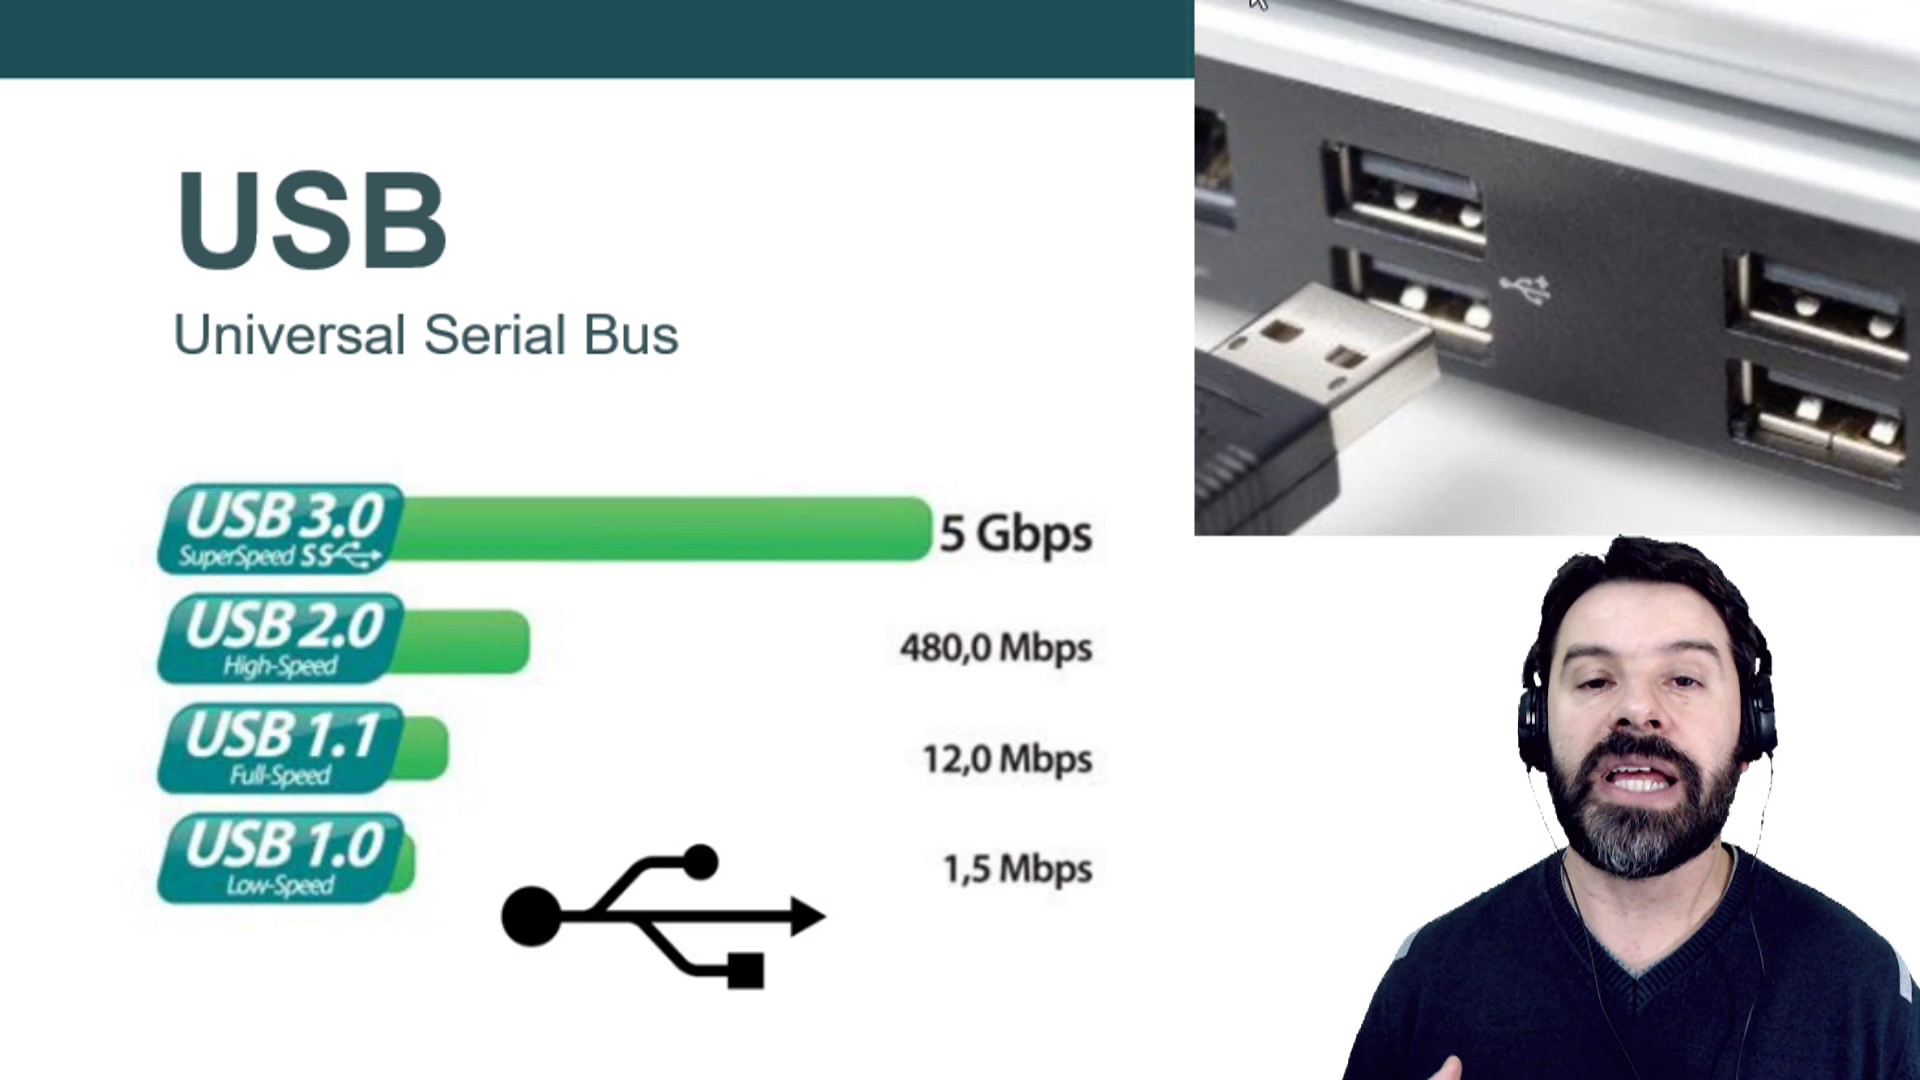 USB
Universal Serial Bus
USB 3.0
SuperSpeed SS
5 Gbps
USB 2.0
High-Speed
480,0 Mbps
USB 1.1
Full-Speed
12,0 Mbps
USB 1.0
Low-Speed
1,5 Mbps